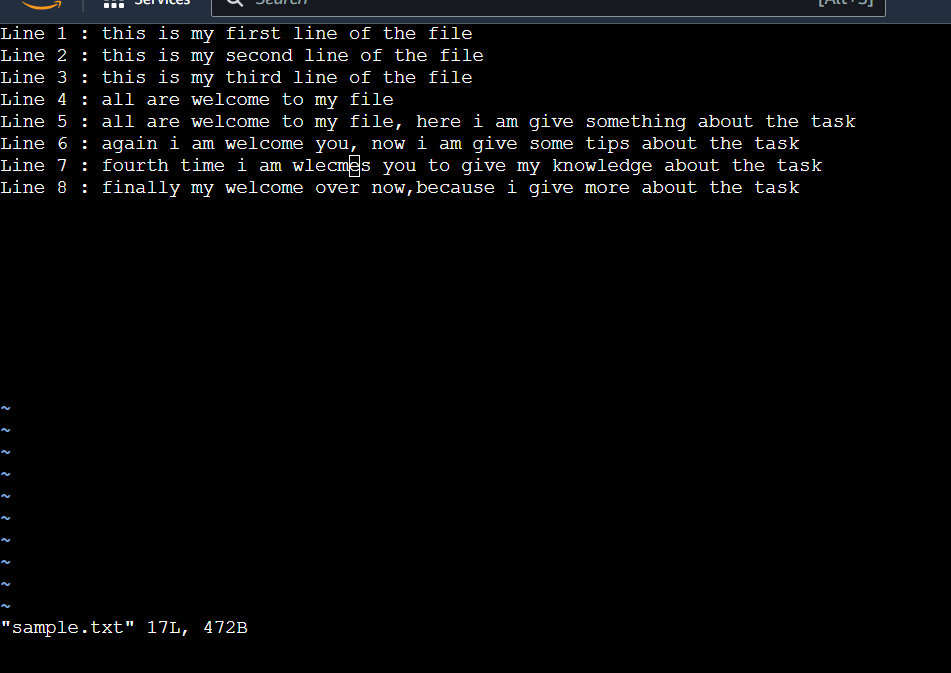 Services Search [Alt+S]
Line 1 : this is my first line of the file
Line 2 : this is my second line of the file
Line 3 : this is my third line of the file
Line 4 : all are welcome to my file
Line 5 : all are welcome to my file, here i am give something about the task
Line 6 : again i am welcome you, now i am give some tips about the task
Line 7 : fourth time i am wlecmes you to give my knowledge about the task
Line 8 : finally my welcome over now,because i give more about the task
~
~
~
~
~
~
~
~
~
~
"sample.txt" 17L, 472B